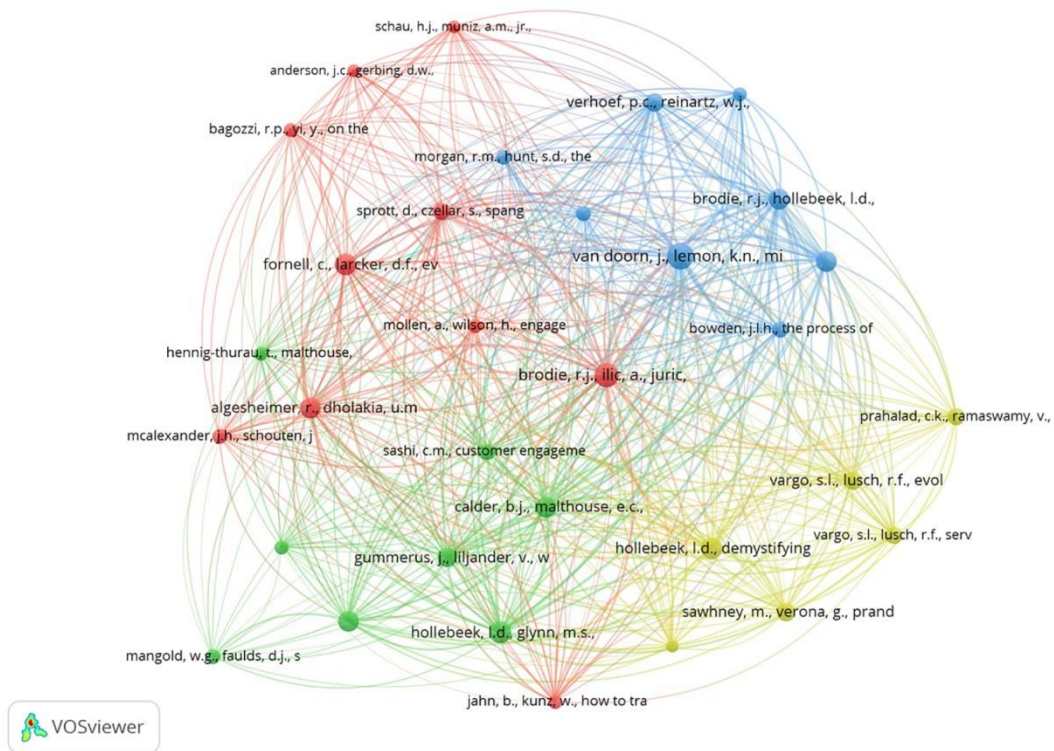 schau, h.j., muniz, a.m., jr.,
anderson, j.c., gerbing, d.w.,
verhoef, p.c., reinartz, w.j.,
bagozzi, r.p., yi, y., on the
morgan, r.m., hunt, s.d., the
brodie, r.j., hollebeek, l.d.,
sprott, d., czellar, s., spang
van doorn, j., lemon, k.n., mi
fornell, c., larcker, d.f., ev
mollen, a., wilson, h., engage
bowden, j.l.h., the process of
hennig-thurau, t., malthouse,
brodie, r.j., ilic, a., juric,
algesheimer, r., dholakia, u.m
prahalad, c.k., ramaswamy, v.,
mcalexander, j.h., schouten, j
sashi, c.m., customer engageme
vargo, s.l., lusch, r.f., evol
calder, b.j., malthouse, e.c.,
vargo, s.l., lusch, r.f., serv
hollebeek, l.d., demystifying
gummerus, j., liljander, v., w
sawhney, m., verona, g., prand
hollebeek, l.d., glynn, m.s.,
mangold, w.g., faulds, d.j., s
jahn, b., kunz, w., how to tra
VOSviewer